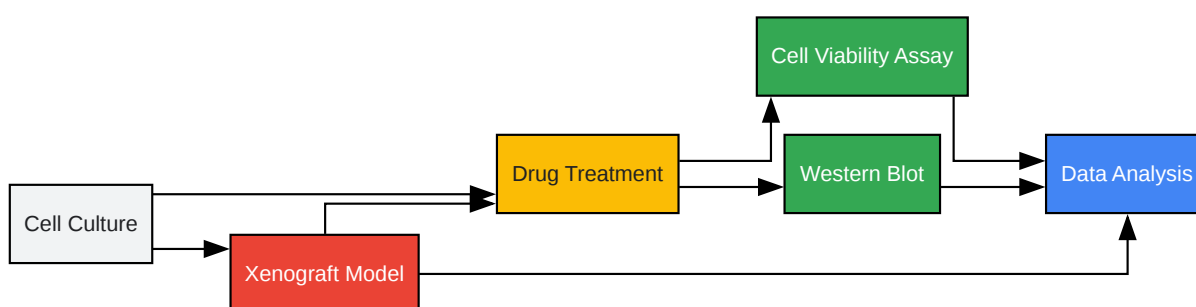 Cell Viability Assay
Drug Treatment
Western Blot
Data Analysis
Cell Culture
Xenograft Model